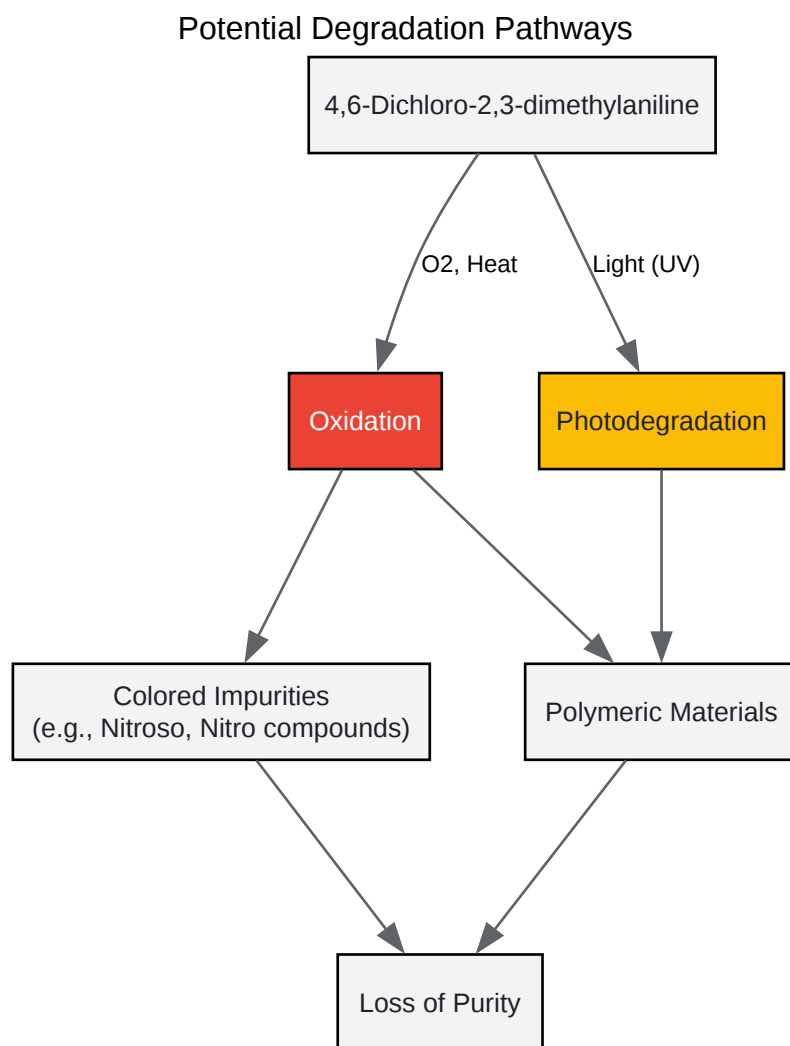 Potential Degradation Pathways
4,6-Dichloro-2,3-dimethylaniline
O2, Heat
Light (UV)
Oxidation
Photodegradation
Colored Impurities
(e.g., Nitroso, Nitro compounds)
Polymeric Materials
Loss of Purity